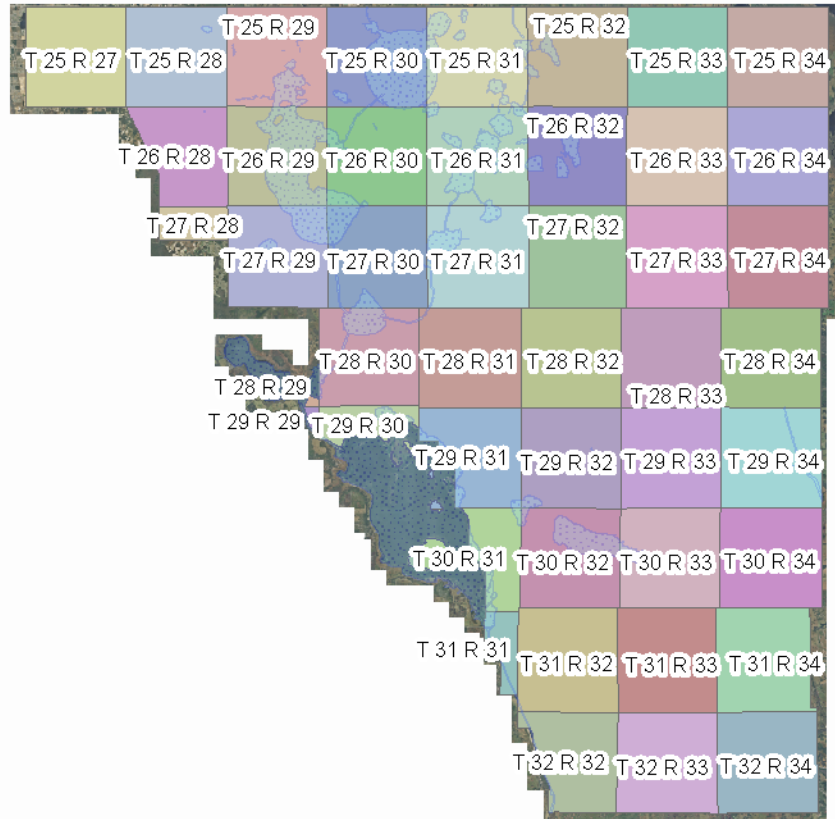 T 25 R 27
T 25 R 28
T 25 R 29
T 25 R 30
T 25 R 31
T 25 R 32
T 25 R 33
T 25 R 34
T 26 R 28
T 26 R 29
T 26 R 30
T 26 R 31
T 26 R 32
T 26 R 33
T 26 R 34
T 27 R 28
T 27 R 29
T 27 R 30
T 27 R 31
T 27 R 32
T 27 R 33
T 27 R 34
T 28 R 29
T 28 R 30
T 28 R 31
T 28 R 32
T 28 R 33
T 28 R 34
T 29 R 29
T 29 R 30
T 29 R 31
T 29 R 32
T 29 R 33
T 29 R 34
T 30 R 31
T 30 R 32
T 30 R 33
T 30 R 34
T 31 R 31
T 31 R 32
T 31 R 33
T 31 R 34
T 32 R 32
T 32 R 33
T 32 R 34